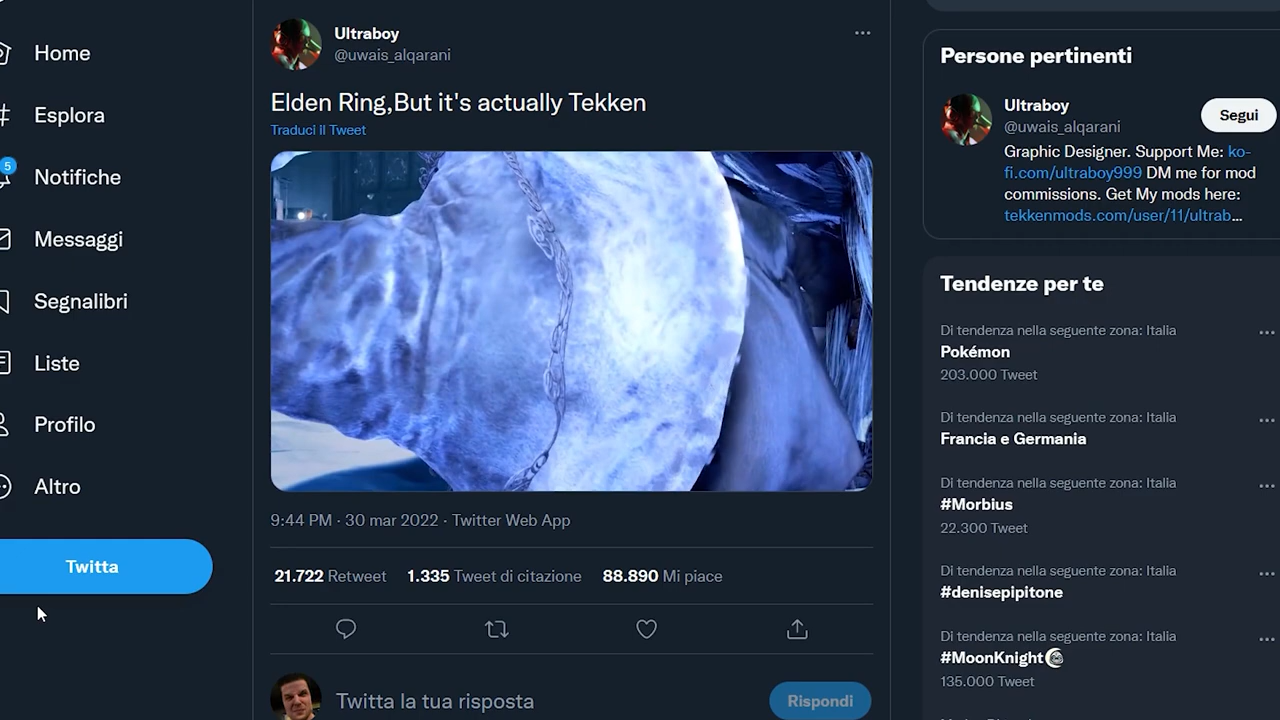 Home
Esplora
5
Notifiche
Messaggi
Segnalibri
Liste
Profilo
Altro
Twitta
Ultraboy
@uwais_alqarani
Elden Ring,But it's actually Tekken
Traduci il Tweet
9:44 PM · 30 mar 2022 · Twitter Web App
21.722 Retweet 1.335 Tweet di citazione 88.890 Mi piace
Twitta la tua risposta
Rispondi
Persone pertinenti
Ultraboy
@uwais_alqarani
Segui
Graphic Designer. Support Me: ko-
fi.com/ultraboy999 DM me for mod
commissions. Get My mods here:
tekkenmods.com/user/11/ultrab…
Tendenze per te
Di tendenza nella seguente zona: Italia
Pokémon
203.000 Tweet
Di tendenza nella seguente zona: Italia
Francia e Germania
Di tendenza nella seguente zona: Italia
#Morbius
22.300 Tweet
Di tendenza nella seguente zona: Italia
#denisepipitone
Di tendenza nella seguente zona: Italia
#MoonKnight
135.000 Tweet